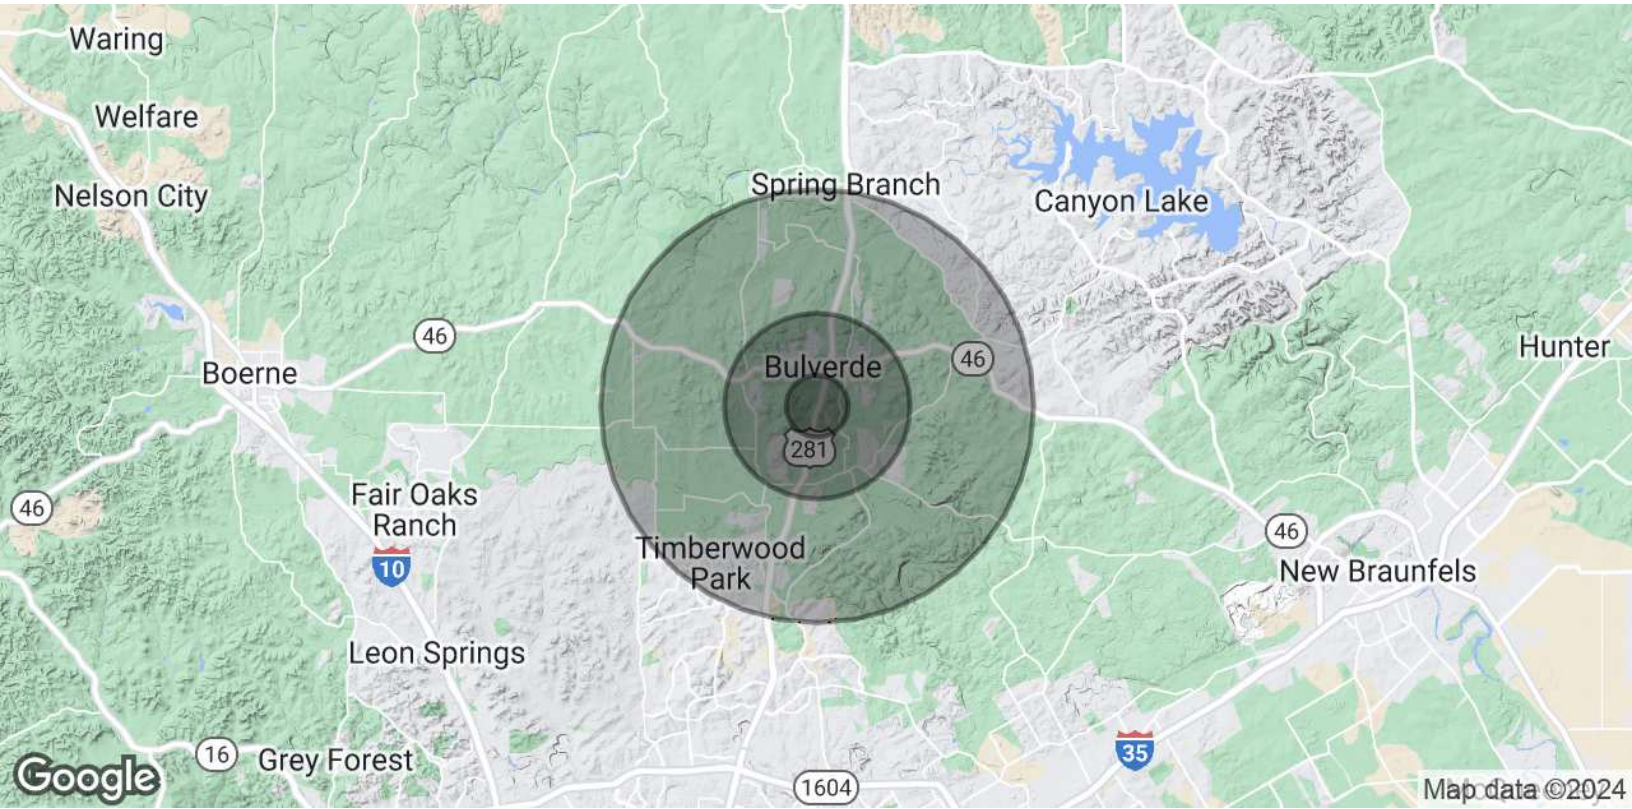 Waring
Welfare
Nelson City
Spring Branch
Canyon Lake
46
Boerne
Bulverde
46
Hunter
281
46
Fair Oaks
Ranch
10
Timberwood
Park
46
New Braunfels
Leon Springs
16
Grey Forest
35
1604
Google
Map data ©2024